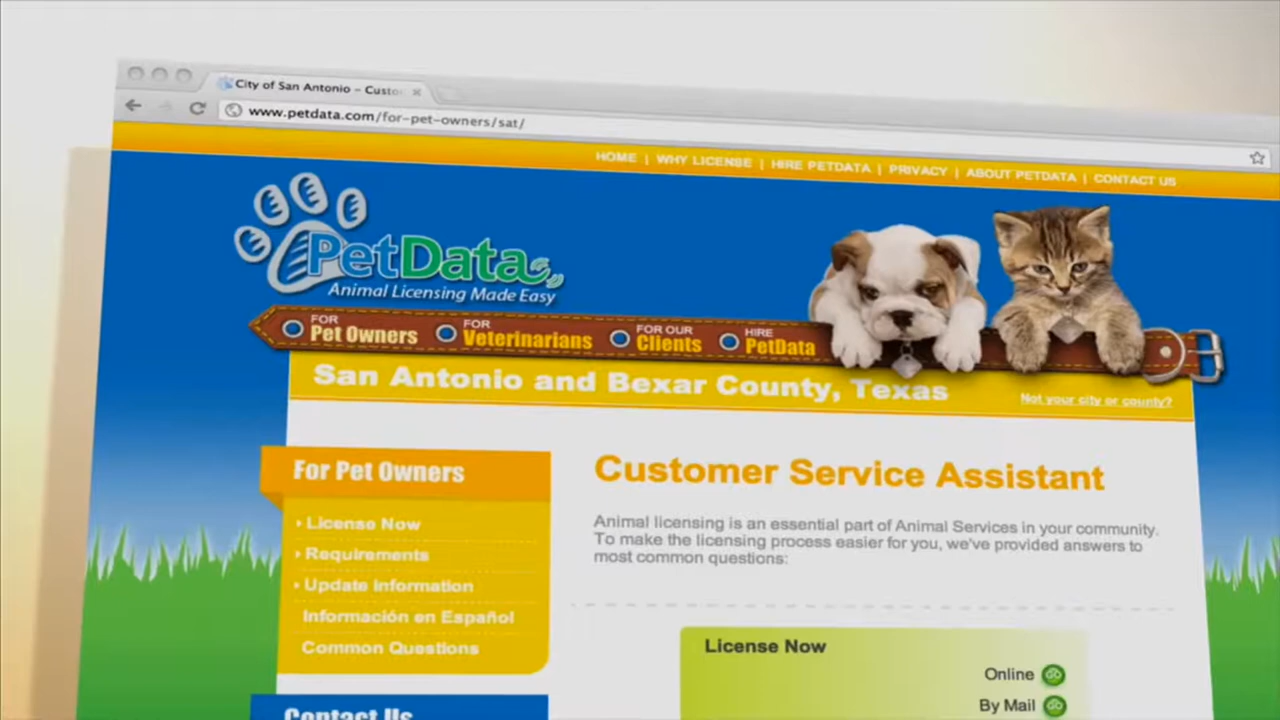 City of San Antonio - Custo
www.petdata.com/for-pet-owners/sat/
HOME | WHY LICENSE | HIRE PETDATA | PRIVACY | ABOUT PETDATA | CONTACT US
PetData
Animal Licensing Made Easy
FOR Pet Owners
FOR Veterinarians
FOR OUR Clients
HIRE PetData
San Antonio and Bexar County, Texas
Not your city or county?
For Pet Owners
License Now
Requirements
Update Information
Información en Español
Common Questions
Contact Us
Customer Service Assistant
Animal licensing is an essential part of Animal Services in your community.
To make the licensing process easier for you, we've provided answers to
most common questions:
License Now
Online GO
By Mail GO